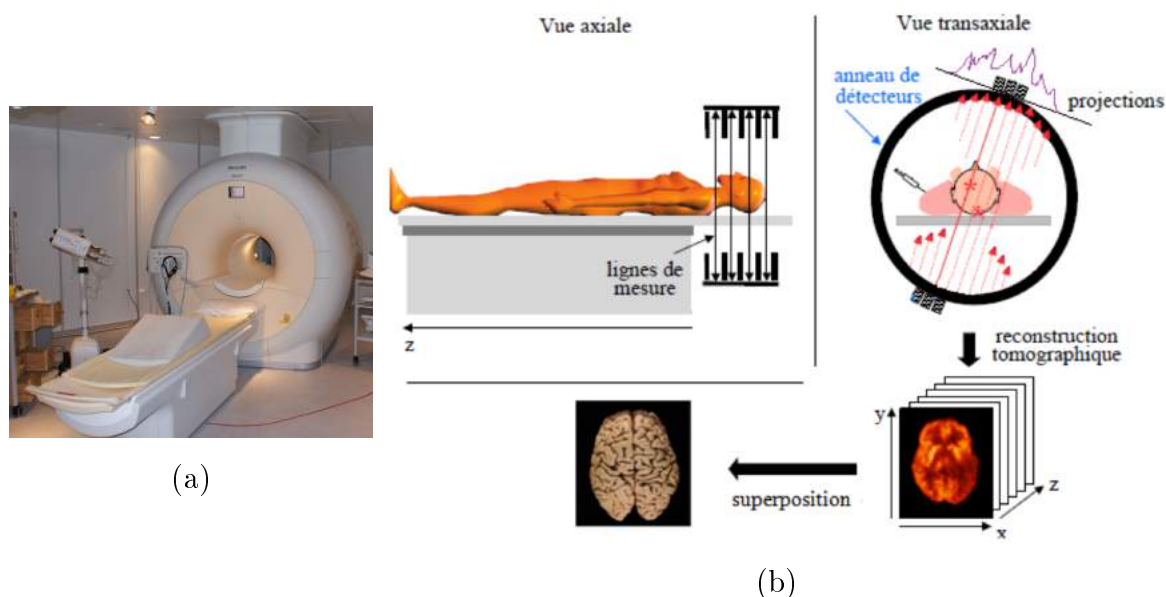 Vue axiale
Vue transaxiale
anneau de
détecteurs
projections
lignes de
mesure
z
reconstruction
tomographique
y
z
x
superposition
(a)
(b)